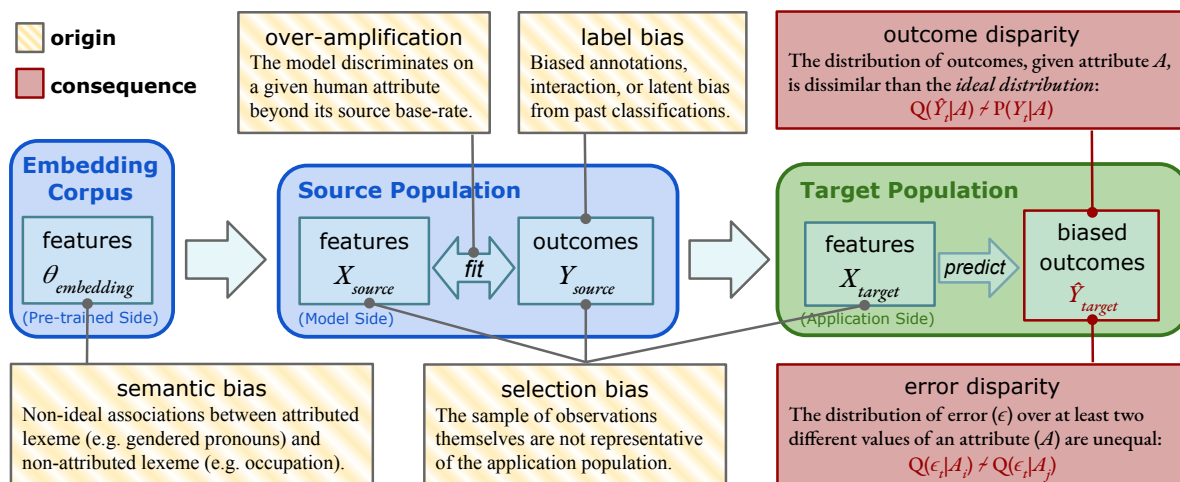 origin
consequence
over-amplification
The model discriminates on
a given human attribute
beyond its source base-rate.
label bias
Biased annotations,
interaction, or latent bias
from past classifications.
outcome disparity
The distribution of outcomes, given attribute A,
is dissimilar than the ideal distribution:
Q(Ŷt|A) ≁ P(Yt|A)
Embedding
Corpus
features
θembedding
(Pre-trained Side)
Source Population
features
Xsource
(Model Side)
fit
outcomes
Ysource
Target Population
features
Xtarget
(Application Side)
predict
biased
outcomes
Ŷtarget
semantic bias
Non-ideal associations between attributed
lexeme (e.g. gendered pronouns) and
non-attributed lexeme (e.g. occupation).
selection bias
The sample of observations
themselves are not representative
of the application population.
error disparity
The distribution of error (ϵ) over at least two
different values of an attribute (A) are unequal:
Q(ϵt|Ai) ≁ Q(ϵt|Aj)